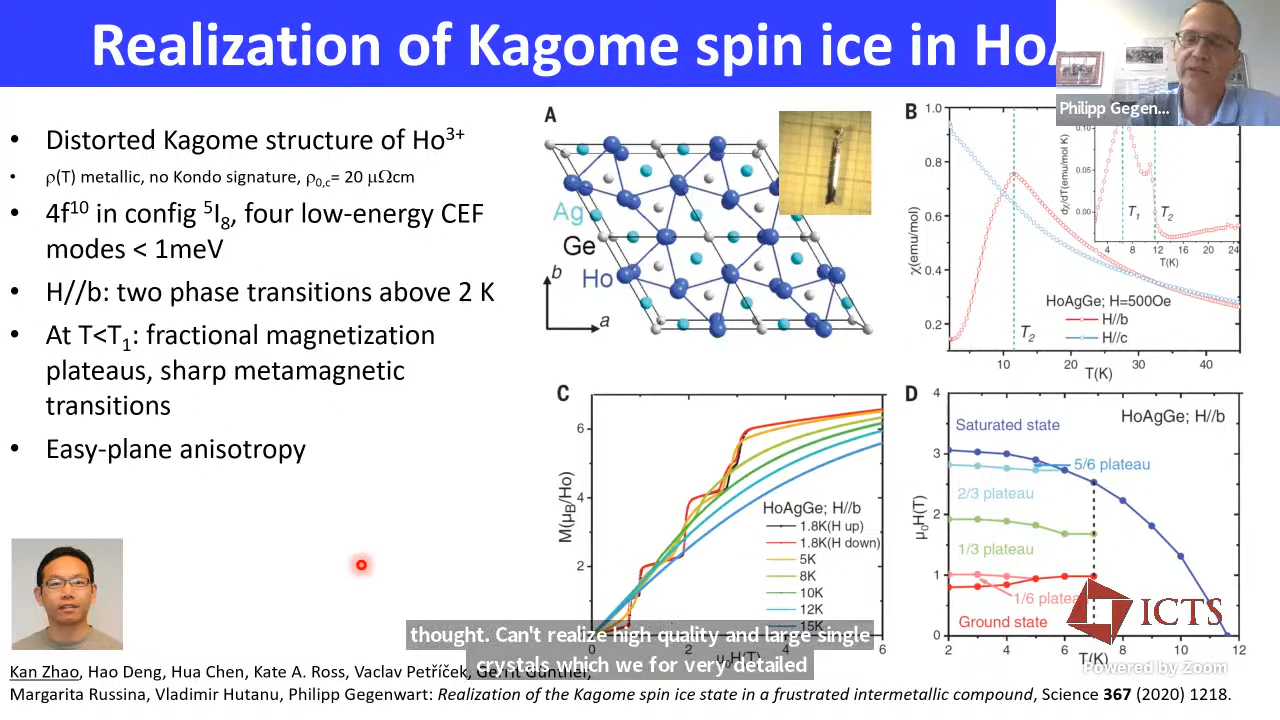 Realization of Kagome spin ice in HoA
Philipp Gegen...
• Distorted Kagome structure of Ho3+
• ρ(T) metallic, no Kondo signature, ρ0,c= 20 μΩcm
• 4f10 in config 5I8, four low-energy CEF
modes < 1meV
• H//b: two phase transitions above 2 K
• At T<T1: fractional magnetization
plateaus, sharp metamagnetic
transitions
• Easy-plane anisotropy
A
Ag
Ge
Ho
b
a
B
1.0
0.8
0.6
0.4
0.2
χ(emu/mol)
10 20 30 40
T(K)
T2
HoAgGe; H=500Oe
H//b
H//c
0.10
0.05
0.00
dχ/dT(emu/mol K)
T1 T2
4 8 12 16 20 24
T(K)
C
6
4
2
M(μB/Ho)
2 4 6
μ0H(T)
HoAgGe; H//b
1.8K(H up)
1.8K(H down)
5K
8K
10K
12K
15K
D
4
3
2
1
0
μ0H(T)
HoAgGe; H//b
Saturated state
5/6 plateau
2/3 plateau
1/3 plateau
1/6 plateau
Ground state
2 4 6 8 10 12
T(K)
ICTS
Powered by Zoom
thought. Can't realize high quality and large single
crystals which we for very detailed
Kan Zhao, Hao Deng, Hua Chen, Kate A. Ross, Vaclav Petříček, Gerrit Günther,
Margarita Russina, Vladimir Hutanu, Philipp Gegenwart: Realization of the Kagome spin ice state in a frustrated intermetallic compound, Science 367 (2020) 1218.